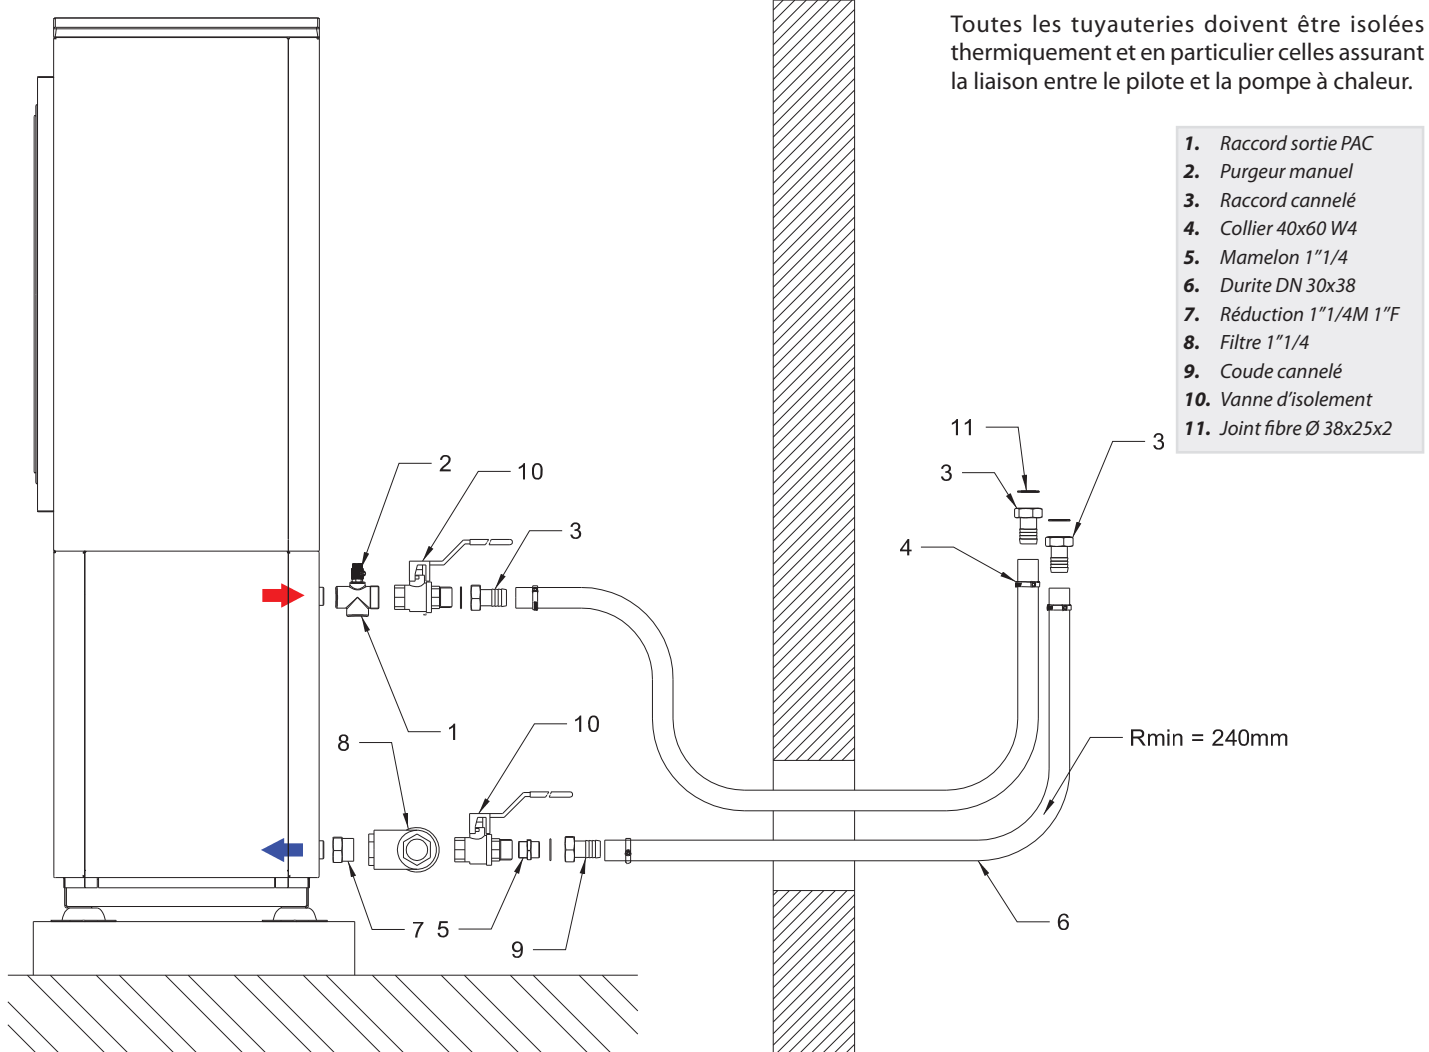 Toutes les tuyauteries doivent être isolées
thermiquement et en particulier celles assurant
la liaison entre le pilote et la pompe à chaleur.
1. Raccord sortie PAC
2. Purgeur manuel
3. Raccord cannelé
4. Collier 40x60 W4
5. Mamelon 1"1/4
6. Durite DN 30x38
7. Réduction 1"1/4M 1"F
8. Filtre 1"1/4
9. Coude cannelé
10. Vanne d'isolement
11. Joint fibre Ø 38x25x2
11
3
3
2
10
3
4
1
8
10
Rmin = 240mm
7
5
9
6